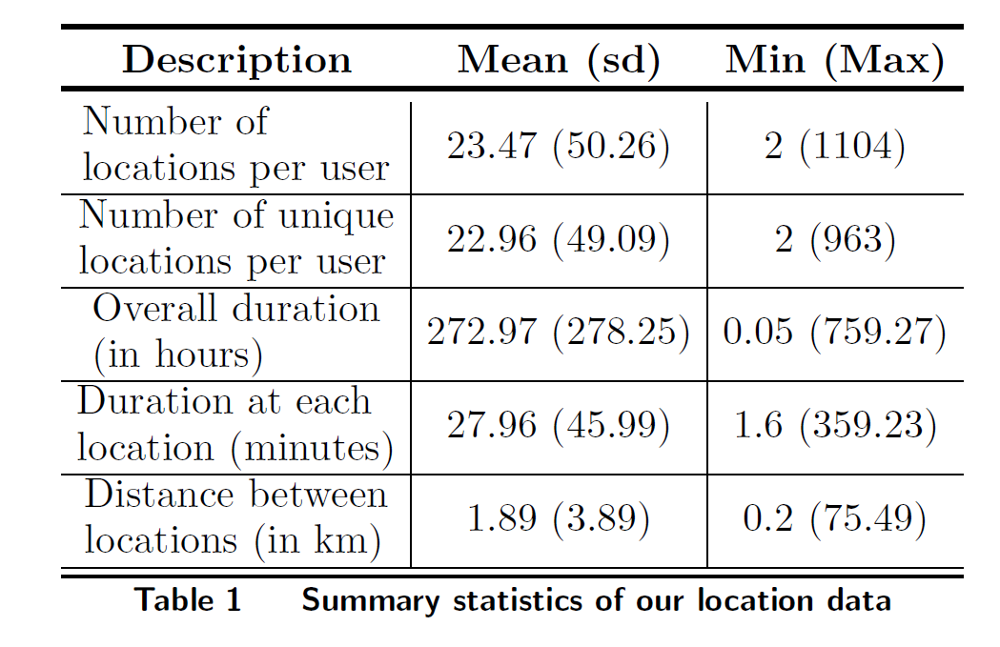 Description Mean (sd) Min (Max)
Number of
locations per user 23.47 (50.26) 2 (1104)
Number of unique
locations per user 22.96 (49.09) 2 (963)
Overall duration
(in hours) 272.97 (278.25) 0.05 (759.27)
Duration at each
location (minutes) 27.96 (45.99) 1.6 (359.23)
Distance between
locations (in km) 1.89 (3.89) 0.2 (75.49)
Table 1 Summary statistics of our location data